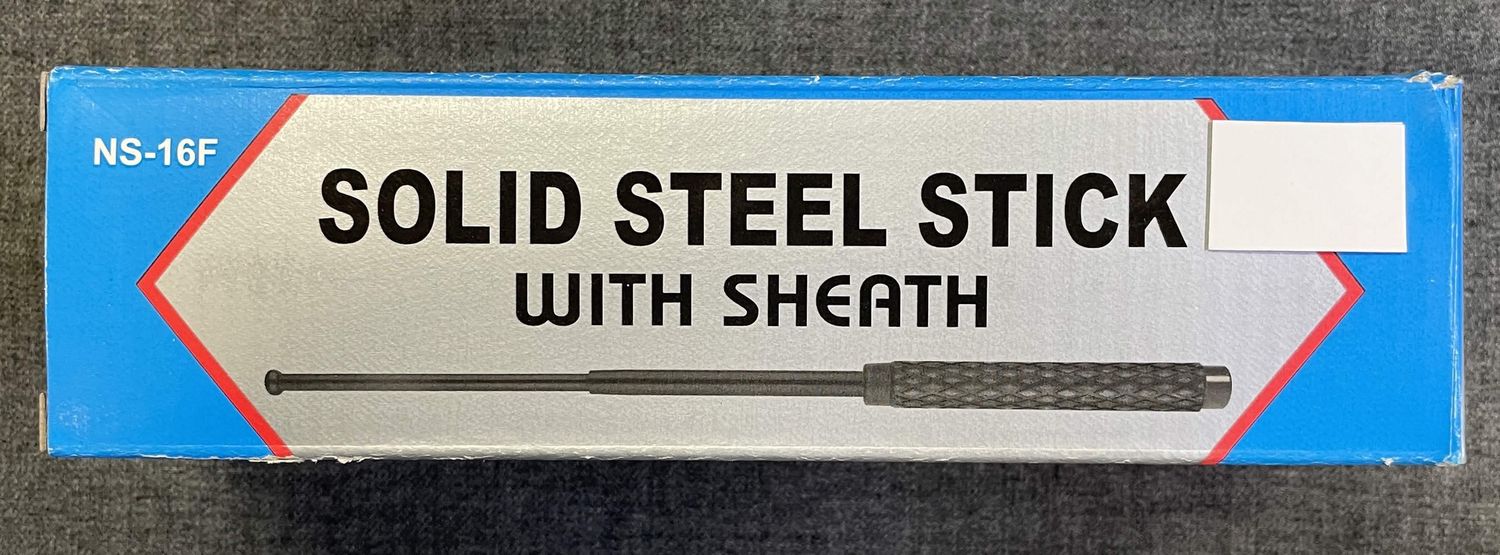 NS-16F
SOLID STEEL STICK
WITH SHEATH